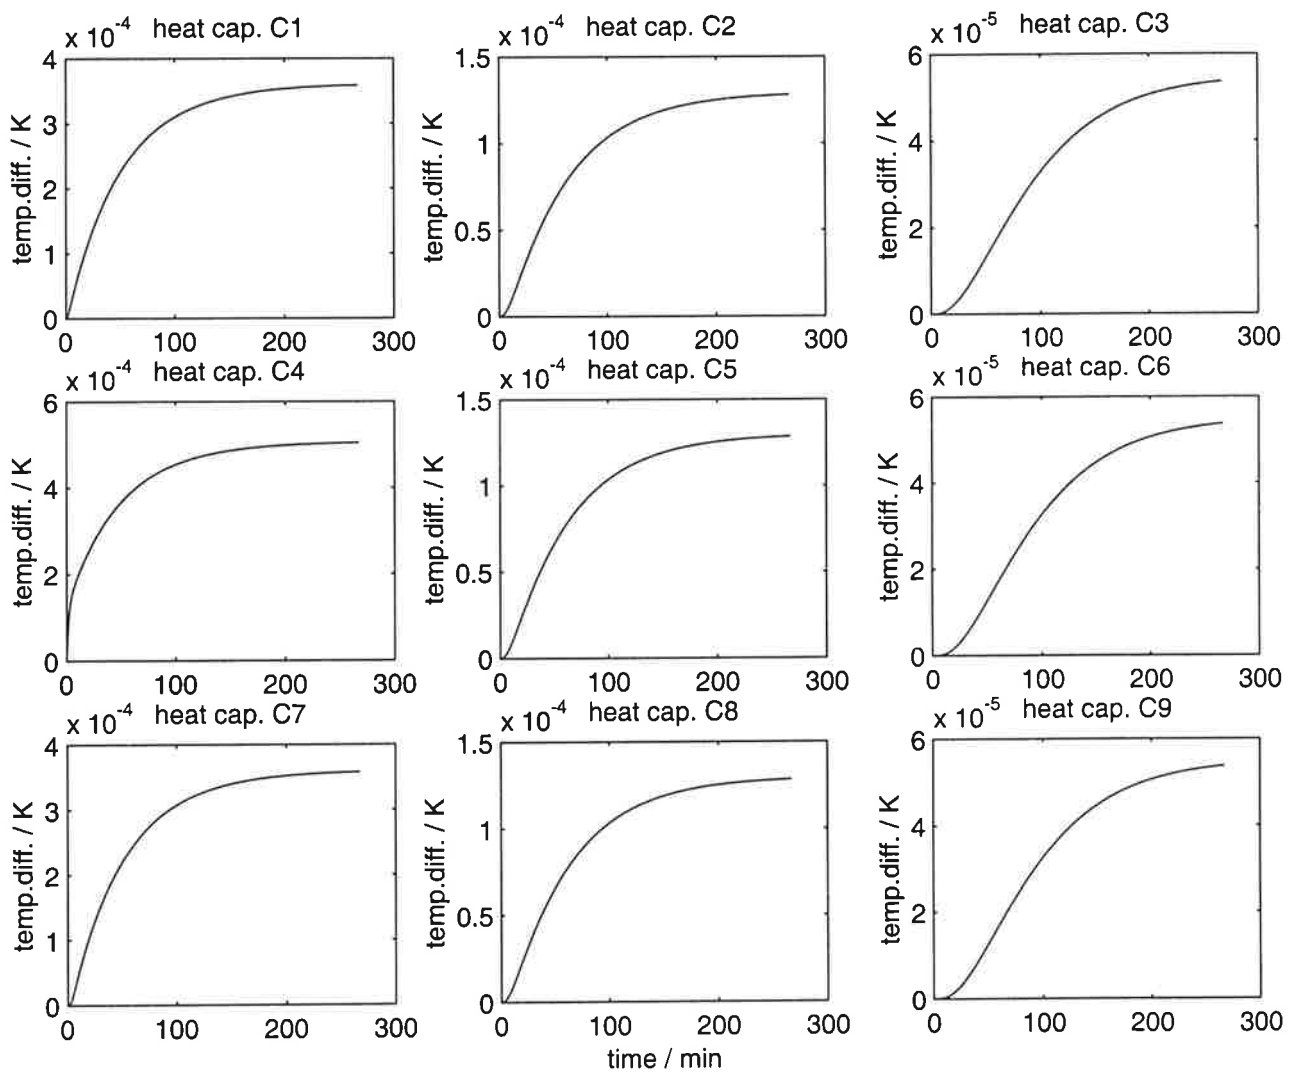 x 10^-4 heat cap. C1
4
3
2
1
0
temp.diff. / K
0 100 200 300
x 10^-4 heat cap. C2
1.5
1
0.5
0
temp.diff. / K
0 100 200 300
x 10^-5 heat cap. C3
6
4
2
0
temp.diff. / K
0 100 200 300
x 10^-4 heat cap. C4
6
4
2
0
temp.diff. / K
0 100 200 300
x 10^-4 heat cap. C5
1.5
1
0.5
0
temp.diff. / K
0 100 200 300
x 10^-5 heat cap. C6
6
4
2
0
temp.diff. / K
0 100 200 300
x 10^-4 heat cap. C7
4
3
2
1
0
temp.diff. / K
0 100 200 300
x 10^-4 heat cap. C8
1.5
1
0.5
0
temp.diff. / K
0 100 200 300
time / min
x 10^-5 heat cap. C9
6
4
2
0
temp.diff. / K
0 100 200 300